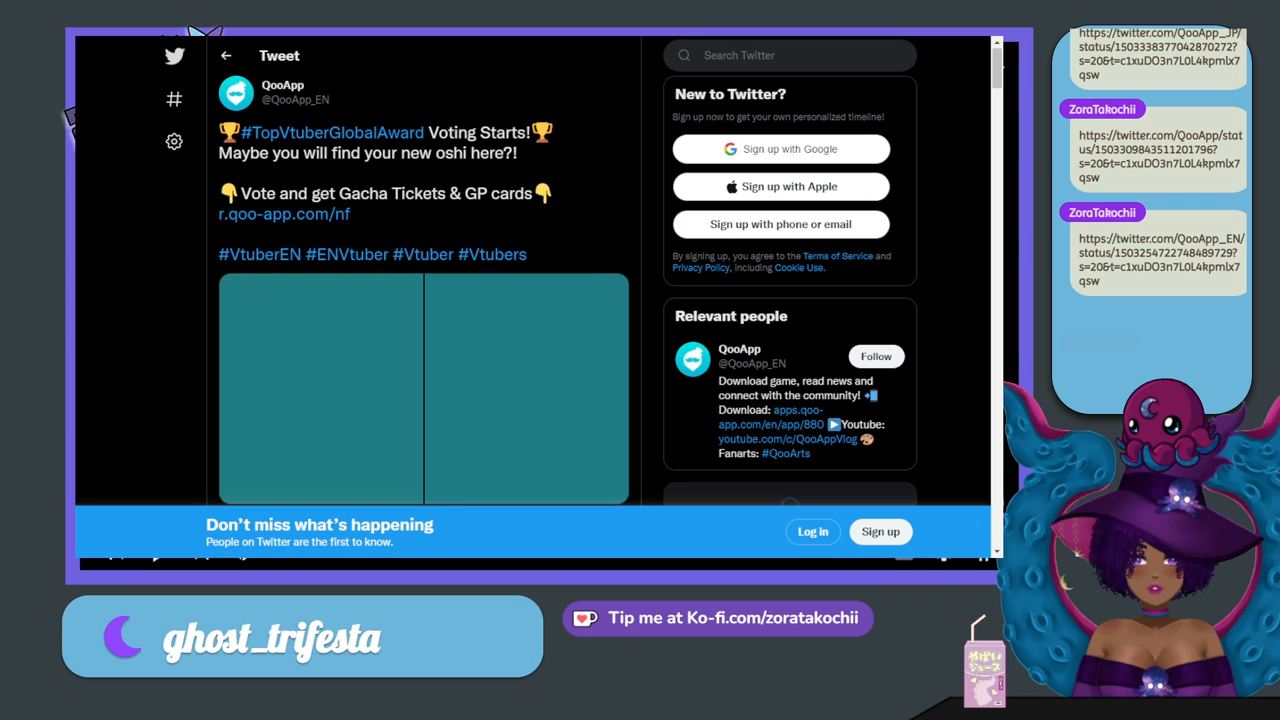 Tweet
QooApp
@QooApp_EN
🏆#TopVtuberGlobalAward Voting Starts!🏆
Maybe you will find your new oshi here?!
👇Vote and get Gacha Tickets & GP cards👇
r.qoo-app.com/nf
#VtuberEN #ENVtuber #Vtuber #Vtubers
Search Twitter
New to Twitter?
Sign up now to get your own personalized timeline!
Sign up with Google
Sign up with Apple
Sign up with phone or email
By signing up, you agree to the Terms of Service and
Privacy Policy, including Cookie Use.
Relevant people
QooApp
@QooApp_EN
Follow
Download game, read news and
connect with the community! 📲
Download: apps.qoo-
app.com/en/app/880 ▶️Youtube:
youtube.com/c/QooAppVlog 🎨
Fanarts: #QooArts
Don’t miss what’s happening
People on Twitter are the first to know.
Log in
Sign up
https://twitter.com/QooApp_JP/
status/1503338377042870272?
s=20&t=c1xuDO3n7L0L4kpmlx7
qsw
ZoraTakochii
https://twitter.com/QooApp/stat
us/1503309843511201796?
s=20&t=c1xuDO3n7L0L4kpmlx7
qsw
ZoraTakochii
https://twitter.com/QooApp_EN/
status/1503254722748489729?
s=20&t=c1xuDO3n7L0L4kpmlx7
qsw
ghost_trifesta
Tip me at Ko-fi.com/zoratakochii
やばい
ジュース